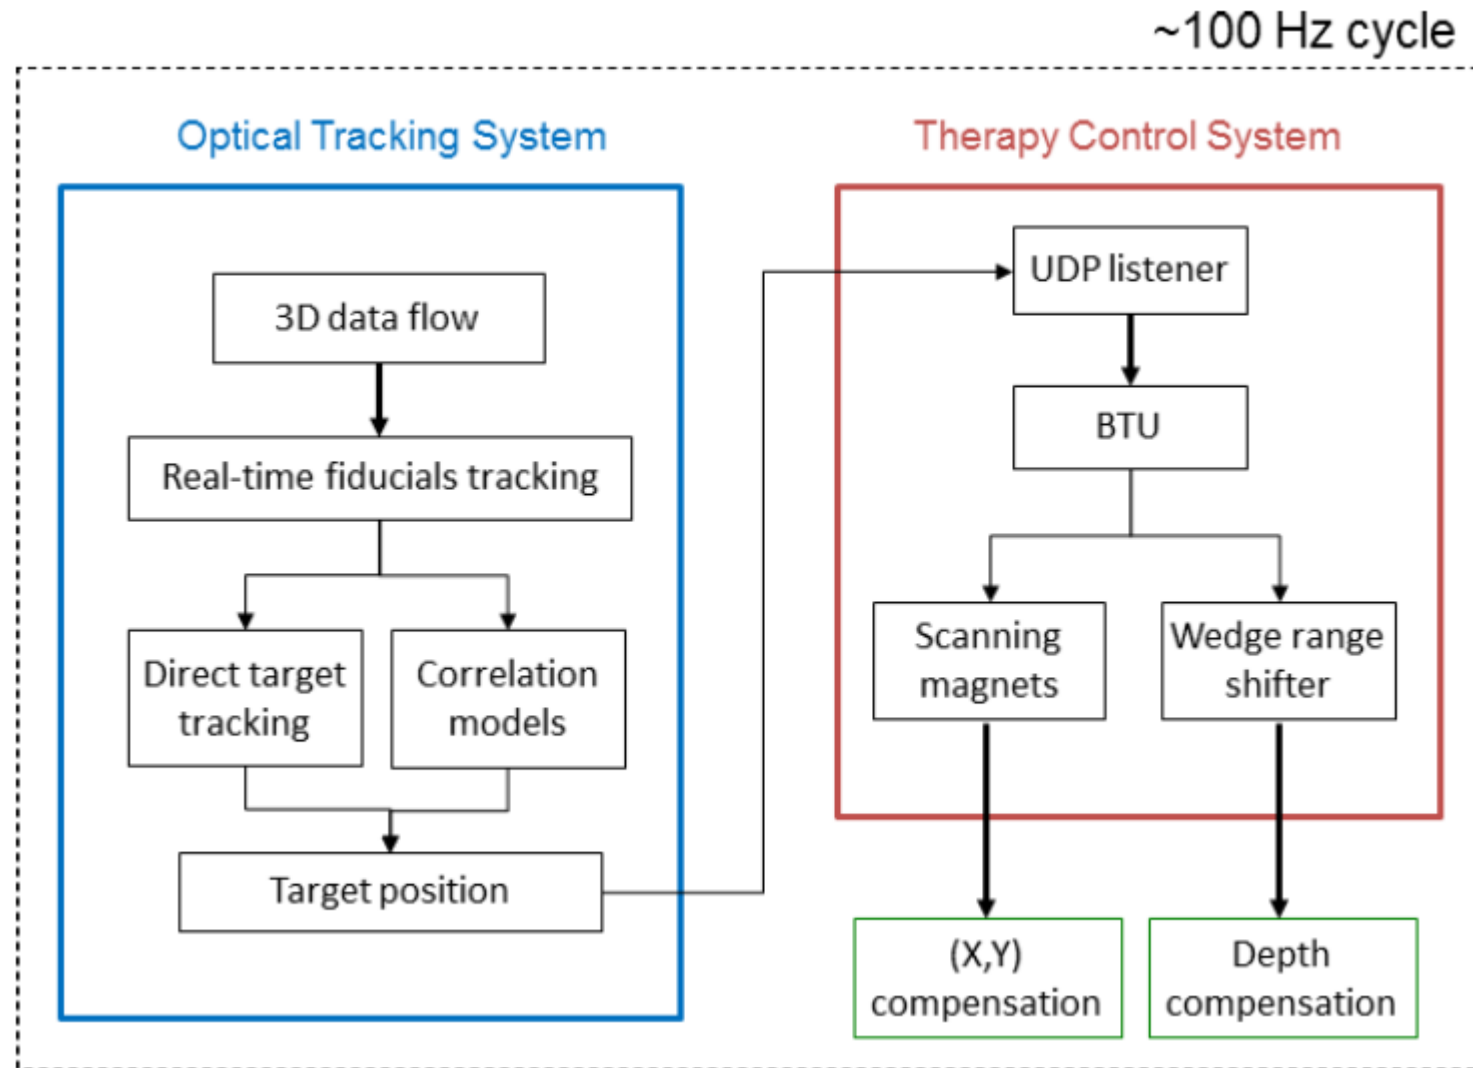 ~100 Hz cycle
Optical Tracking System
3D data flow
Real-time fiducials tracking
Direct target
tracking
Correlation
models
Target position
Therapy Control System
UDP listener
BTU
Scanning
magnets
Wedge range
shifter
(X,Y)
compensation
Depth
compensation